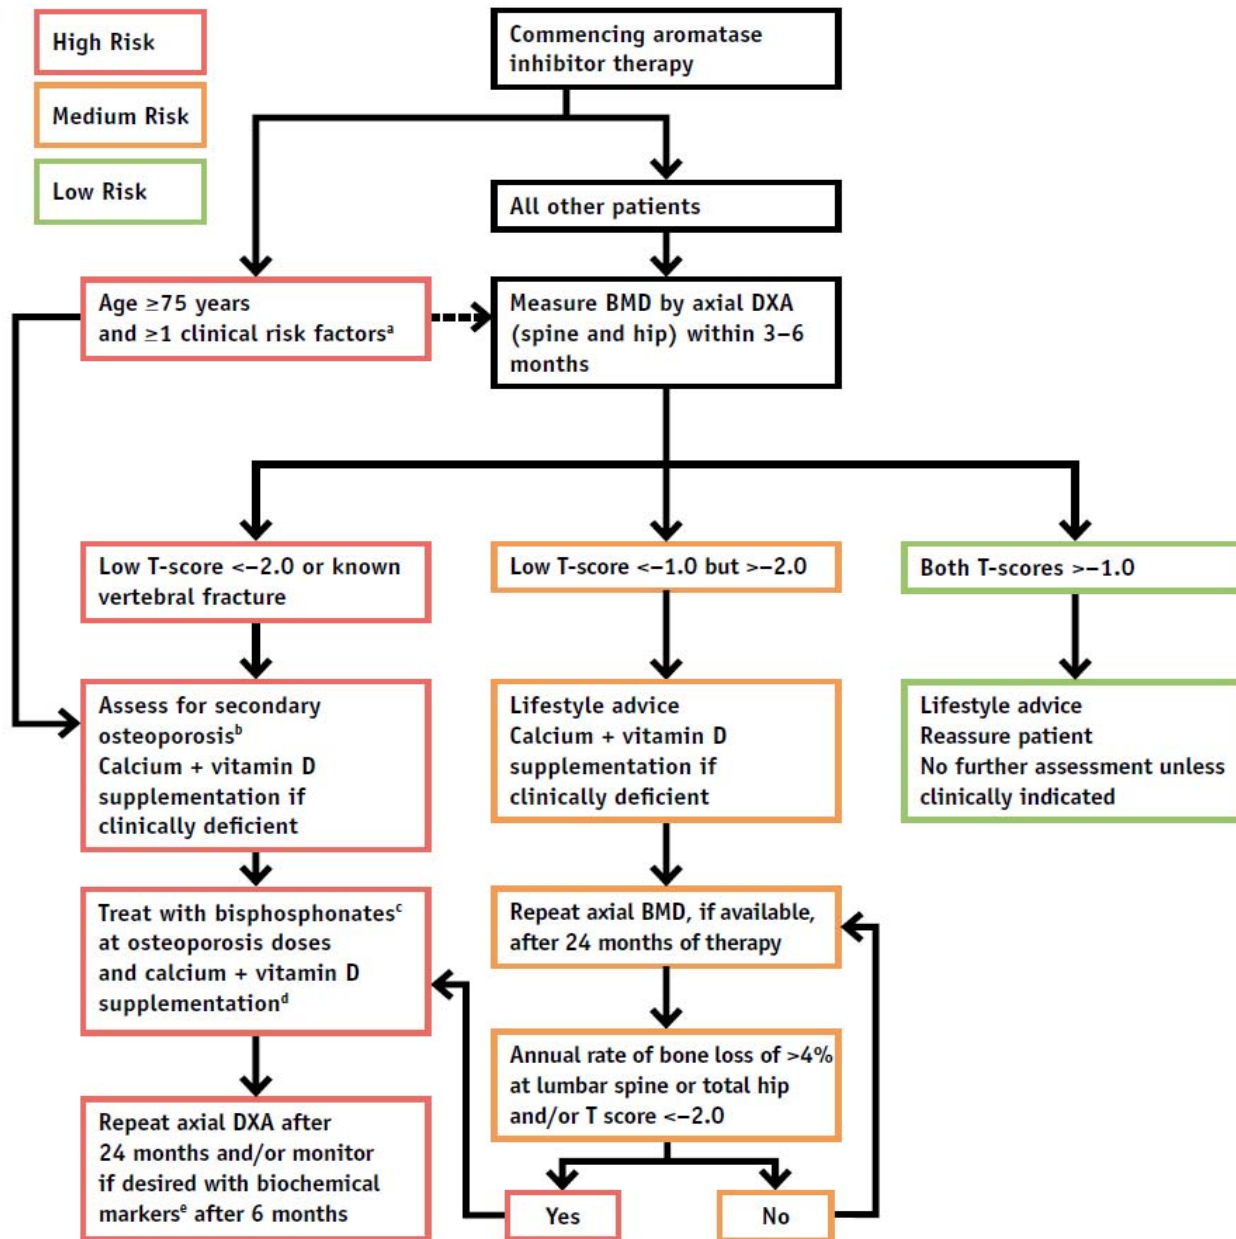 High Risk
Medium Risk
Low Risk
Commencing aromatase
inhibitor therapy
All other patients
Age ≥75 years
and ≥1 clinical risk factorsᵃ
Measure BMD by axial DXA
(spine and hip) within 3–6
months
Low T-score <–2.0 or known
vertebral fracture
Low T-score <–1.0 but >–2.0
Both T-scores >–1.0
Assess for secondary
osteoporosisᵇ
Calcium + vitamin D
supplementation if
clinically deficient
Lifestyle advice
Calcium + vitamin D
supplementation if
clinically deficient
Lifestyle advice
Reassure patient
No further assessment unless
clinically indicated
Treat with bisphosphonatesᶜ
at osteoporosis doses
and calcium + vitamin D
supplementationᵈ
Repeat axial BMD, if available,
after 24 months of therapy
Annual rate of bone loss of >4%
at lumbar spine or total hip
and/or T score <–2.0
Repeat axial DXA after
24 months and/or monitor
if desired with biochemical
markersᵉ after 6 months
Yes
No